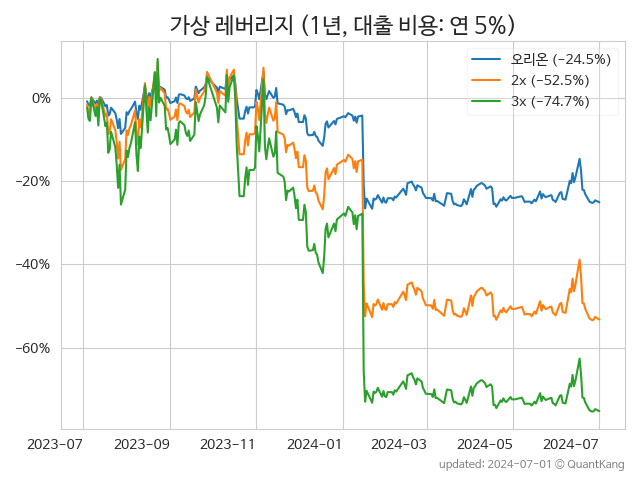 가상 레버리지 (1년, 대출 비용: 연 5%)
오리온 (−24.5%)
2x (−52.5%)
3x (−74.7%)
0%
−20%
−40%
−60%
2023-07 2023-09 2023-11 2024-01 2024-03 2024-05 2024-07
updated: 2024-07-01 © QuantKang